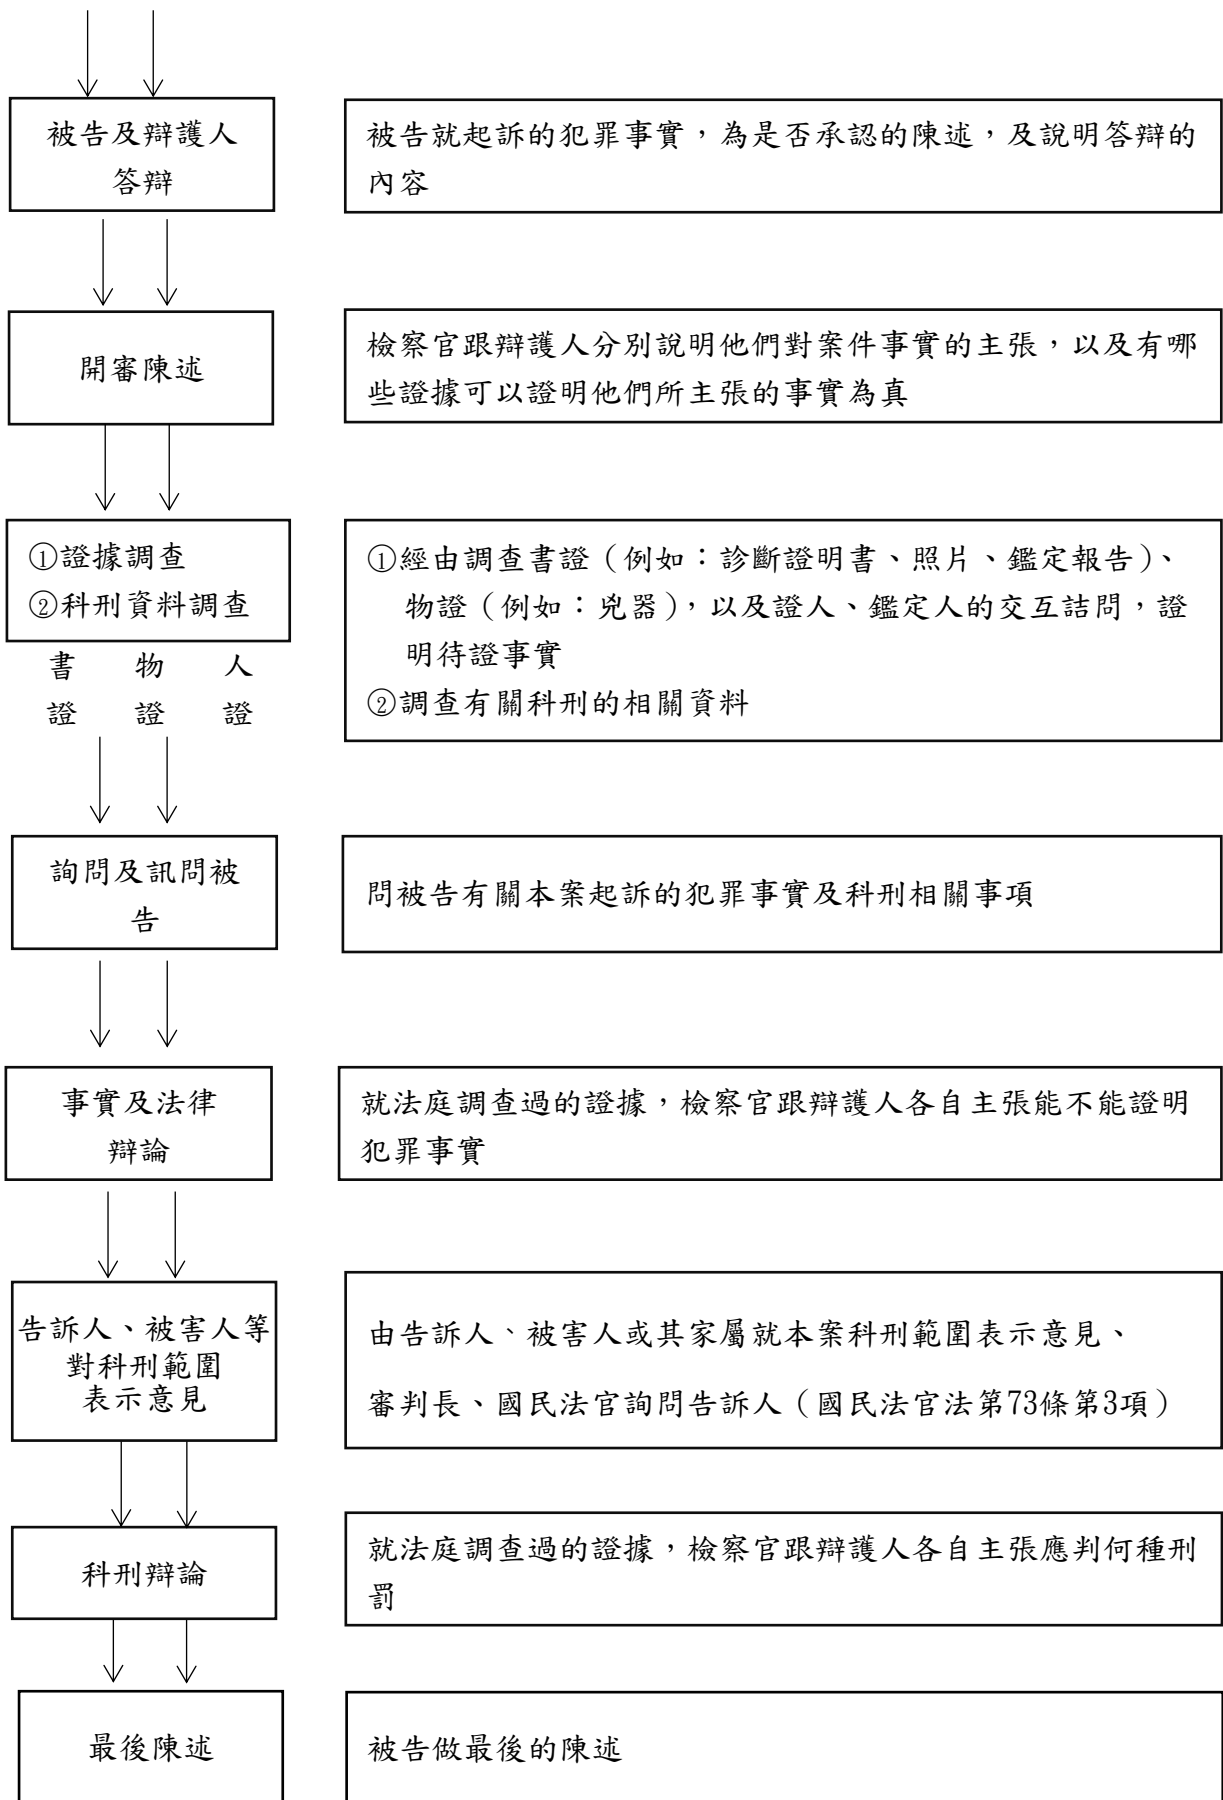 被告及辯護人
答辯
被告就起訴的犯罪事實，為是否承認的陳述，及說明答辯的
內容
開審陳述
檢察官跟辯護人分別說明他們對案件事實的主張，以及有哪
些證據可以證明他們所主張的事實為真
①證據調查
②科刑資料調查
書 物 人
證 證 證
①經由調查書證（例如：診斷證明書、照片、鑑定報告）、
物證（例如：兇器），以及證人、鑑定人的交互詰問，證
明待證事實
②調查有關科刑的相關資料
詢問及訊問被
告
問被告有關本案起訴的犯罪事實及科刑相關事項
事實及法律
辯論
就法庭調查過的證據，檢察官跟辯護人各自主張能不能證明
犯罪事實
告訴人、被害人等
對科刑範圍
表示意見
由告訴人、被害人或其家屬就本案科刑範圍表示意見、
審判長、國民法官詢問告訴人（國民法官法第73條第3項）
科刑辯論
就法庭調查過的證據，檢察官跟辯護人各自主張應判何種刑
罰
最後陳述
被告做最後的陳述